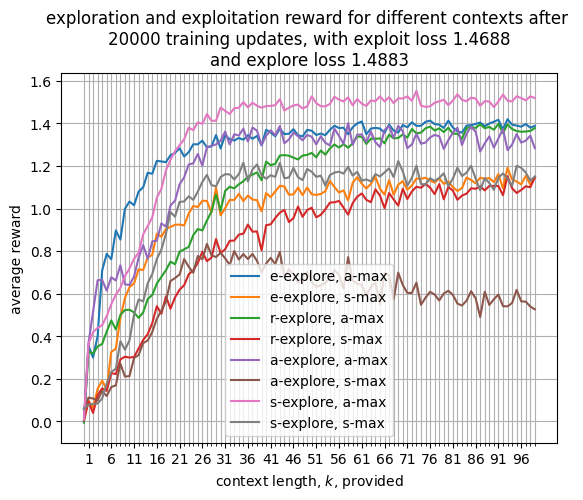 exploration and exploitation reward for different contexts after
20000 training updates, with exploit loss 1.4688
and explore loss 1.4883
average reward
1.6
1.4
1.2
1.0
0.8
0.6
0.4
0.2
0.0
e-explore, a-max
e-explore, s-max
r-explore, a-max
r-explore, s-max
a-explore, a-max
a-explore, s-max
s-explore, a-max
s-explore, s-max
1 6 11 16 21 26 31 36 41 46 51 56 61 66 71 76 81 86 91 96
context length, k, provided